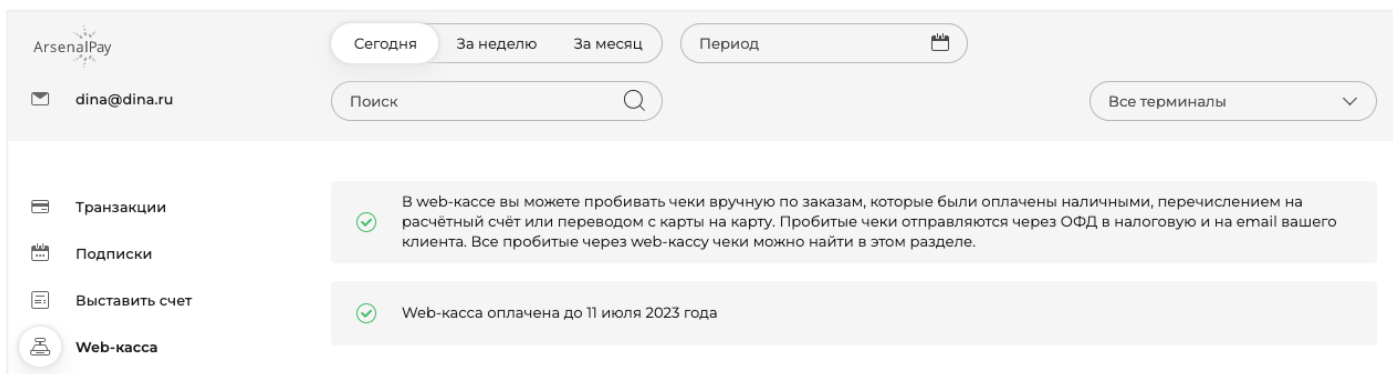 ArsenalPay
Сегодня За неделю За месяц Период
dina@dina.ru Поиск Все терминалы
Транзакции
Подписки
Выставить счет
Web-касса
В web-кассе вы можете пробивать чеки вручную по заказам, которые были оплачены наличными, перечислением на
расчётный счёт или переводом с карты на карту. Пробитые чеки отправляются через ОФД в налоговую и на email вашего
клиента. Все пробитые через web-кассу чеки можно найти в этом разделе.
Web-касса оплачена до 11 июля 2023 года